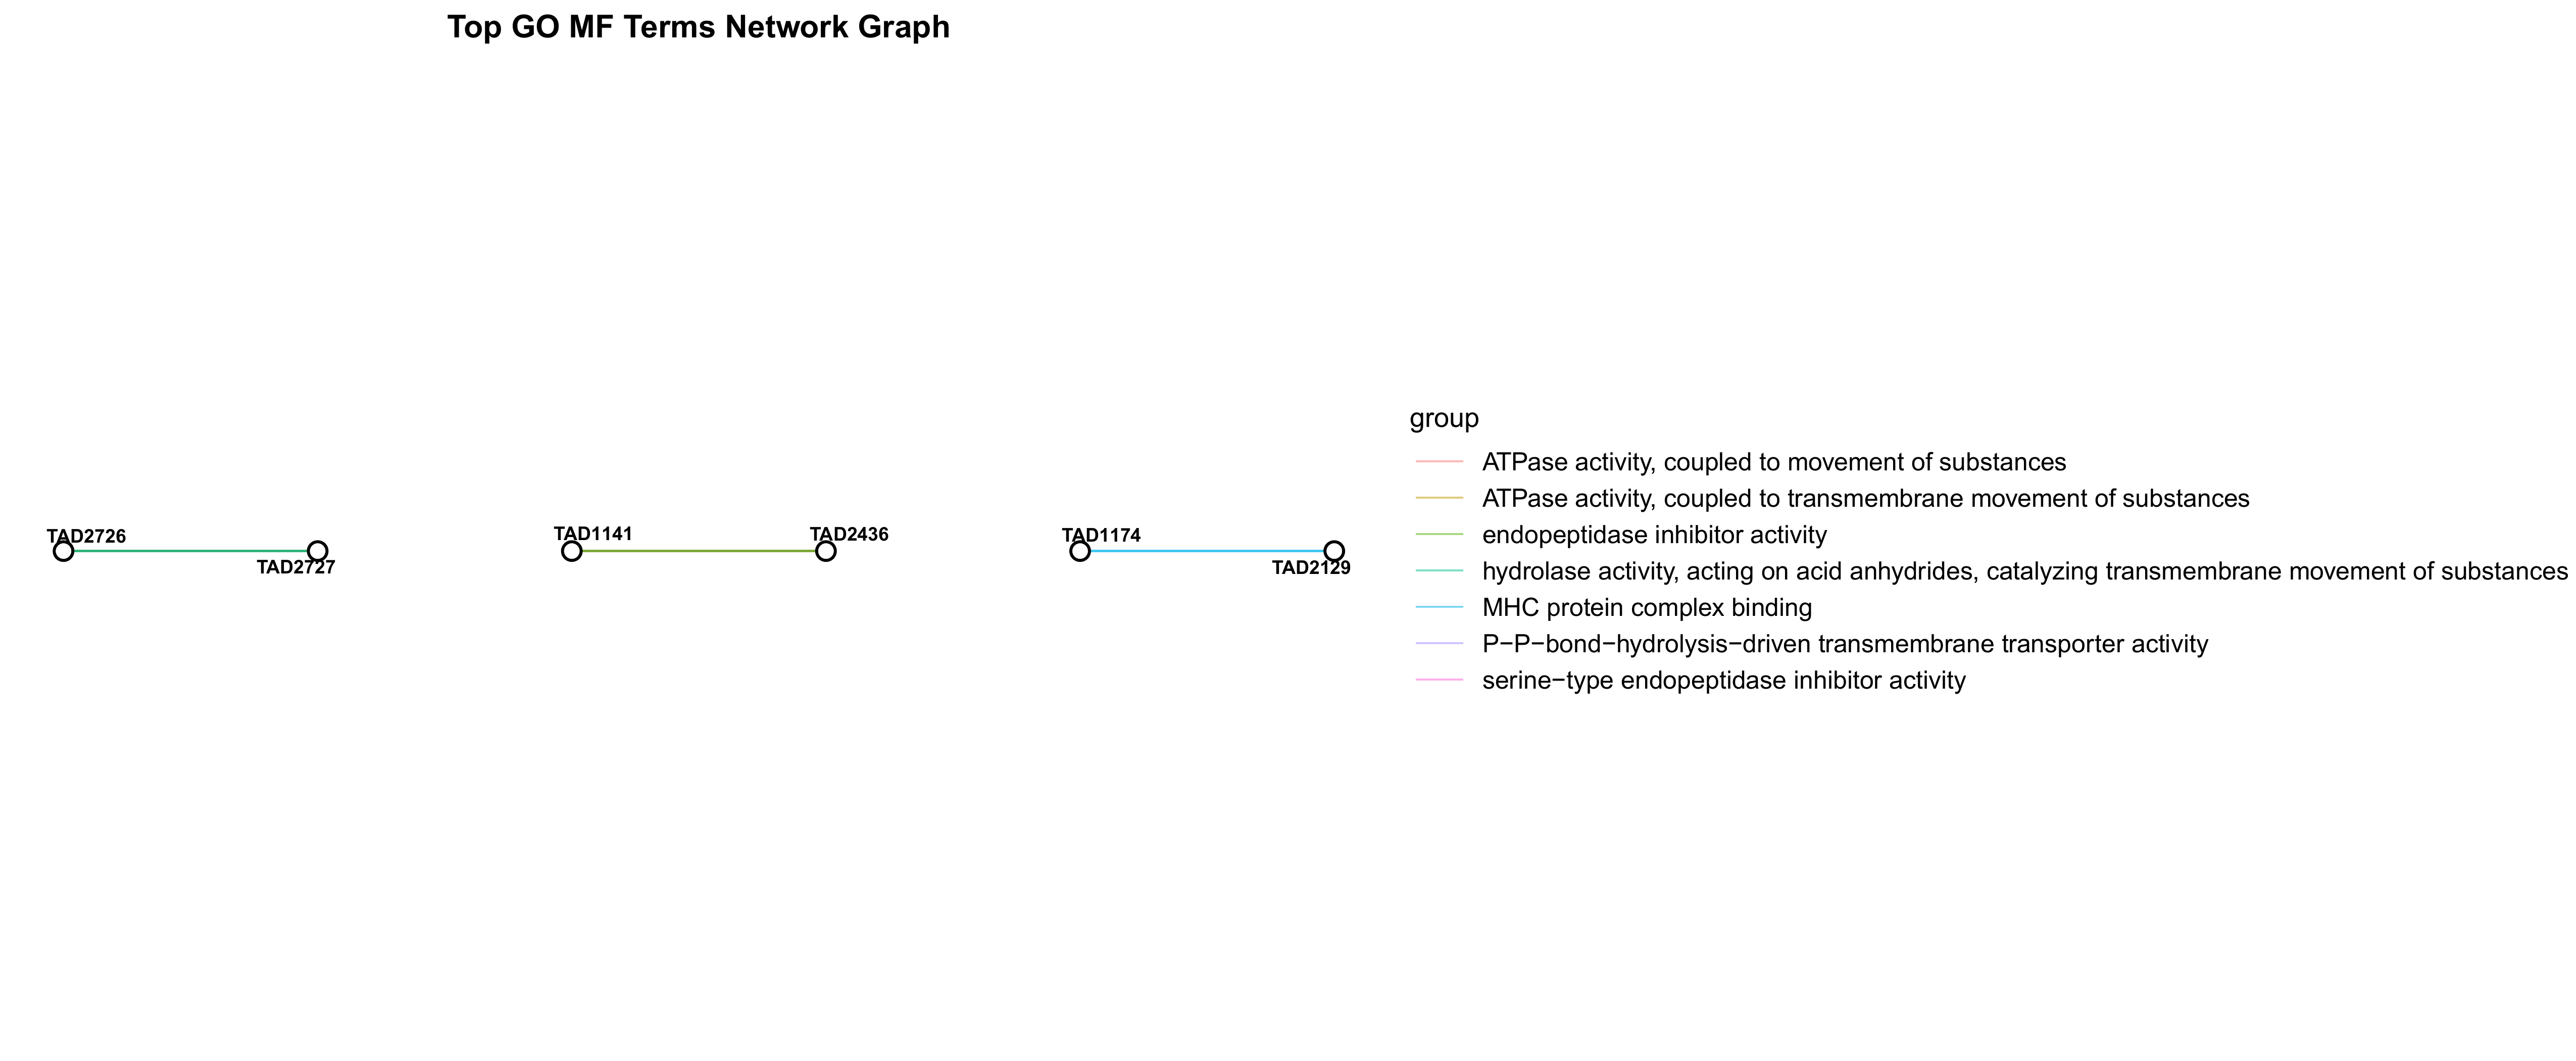 Top GO MF Terms Network Graph
TAD2726
TAD2727
TAD1141
TAD2436
TAD1174
TAD2129
group
ATPase activity, coupled to movement of substances
ATPase activity, coupled to transmembrane movement of substances
endopeptidase inhibitor activity
hydrolase activity, acting on acid anhydrides, catalyzing transmembrane movement of substances
MHC protein complex binding
P−P−bond−hydrolysis−driven transmembrane transporter activity
serine−type endopeptidase inhibitor activity